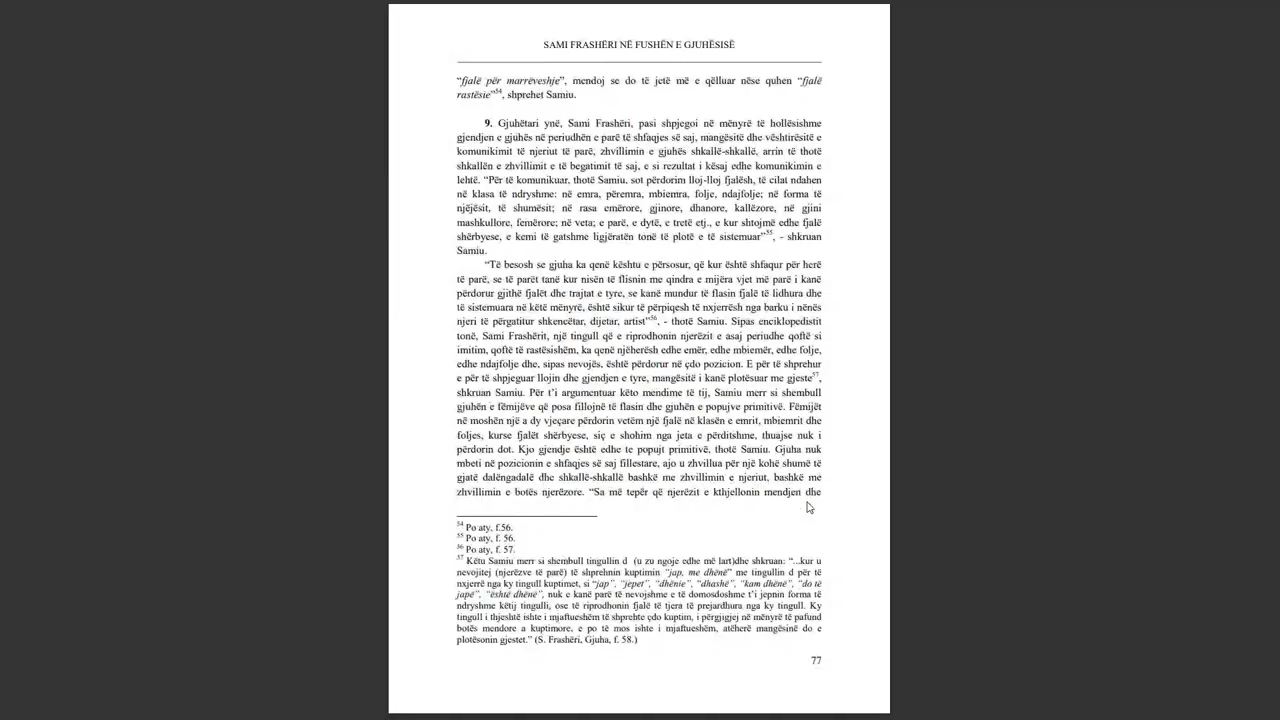 SAMI FRASHËRI NË FUSHËN E GJUHËSISË
“fjalë për marrëveshje”, mendoj se do të jetë më e qëlluar nëse quhen “fjalë
rastësie”54, shprehet Samiu.
9. Gjuhëtari ynë, Sami Frashëri, pasi shpjegoi në mënyrë të hollësishme
gjendjen e gjuhës në periudhën e parë të shfaqjes së saj, mangësitë dhe vështirësitë e
komunikimit të njeriut të parë, zhvillimin e gjuhës shkallë-shkallë, arrin të thotë
shkallën e zhvillimit e të begatimit të saj, e si rezultat i kësaj edhe komunikimin e
lehtë. “Për të komunikuar, thotë Samiu, sot përdorim lloj-lloj fjalësh, të cilat ndahen
në klasa të ndryshme: në emra, përemra, mbiemra, folje, ndajfolje; në forma të
njëjësit, të shumësit; në rasa emërore, gjinore, dhanore, kallëzore, në gjini
mashkullore, femërore; në veta; e parë, e dytë, e tretë etj., e kur shtojmë edhe fjalë
shërbyese, e kemi të gatshme ligjëratën tonë të plotë e të sistemuar”55, - shkruan
Samiu.
“Të besosh se gjuha ka qenë kështu e përsosur, që kur është shfaqur për herë
të parë, se të parët tanë kur nisën të flisnin me qindra e mijëra vjet më parë i kanë
përdorur gjithë fjalët dhe trajtat e tyre, se kanë mundur të flasin fjalë të lidhura dhe
të sistemuara në këtë mënyrë, është sikur të përpiqesh të nxjerrësh nga barku i nënës
njeri të përgatitur shkencëtar, dijetar, artist”56, - thotë Samiu. Sipas enciklopedistit
tonë, Sami Frashërit, një tingull që e riprodhonin njerëzit e asaj periudhe qoftë si
imitim, qoftë të rastësishëm, ka qenë njëherësh edhe emër, edhe mbiemër, edhe folje,
edhe ndajfolje dhe, sipas nevojës, është përdorur në çdo pozicion. E për të shprehur
e për të shpjeguar llojin dhe gjendjen e tyre, mangësitë i kanë plotësuar me gjeste57,
shkruan Samiu. Për t’i argumentuar këto mendime të tij, Samiu merr si shembull
gjuhën e fëmijëve që posa fillojnë të flasin dhe gjuhën e popujve primitivë. Fëmijët
në moshën një a dy vjeçare përdorin vetëm një fjalë në klasën e emrit, mbiemrit dhe
foljes, kurse fjalët shërbyese, siç e shohim nga jeta e përditshme, thuajse nuk i
përdorin dot. Kjo gjendje është edhe te popujt primitivë, thotë Samiu. Gjuha nuk
mbeti në pozicionin e shfaqjes së saj fillestare, ajo u zhvillua për një kohë shumë të
gjatë dalëngadalë dhe shkallë-shkallë bashkë me zhvillimin e njeriut, bashkë me
zhvillimin e botës njerëzore. “Sa më tepër që njerëzit e kthjellonin mendjen dhe
54 Po aty, f.56.
55 Po aty, f. 56.
56 Po aty, f. 57.
57 Këtu Samiu merr si shembull tingullin d (u zu ngoje edhe më lart)dhe shkruan: “...kur u
nevojitej (njerëzve të parë) të shprehnin kuptimin “jap, me dhënë” me tingullin d për të
nxjerrë nga ky tingull kuptimet, si “jap”, “jepet”, “dhënie”, “dhashë”, “kam dhënë”, “do të
japë”, “është dhënë”, nuk e kanë parë të nevojshme e të domosdoshme t’i jepnin forma të
ndryshme këtij tingulli, ose të riprodhonin fjalë të tjera të prejardhura nga ky tingull. Ky
tingull i thjeshtë ishte i mjaftueshëm të shprehte çdo kuptim, i përgjigjej në mënyrë të pafund
botës mendore a kuptimore, e po të mos ishte i mjaftueshëm, atëherë mangësinë do e
plotësonin gjestet.” (S. Frashëri, Gjuha, f. 58.)
77